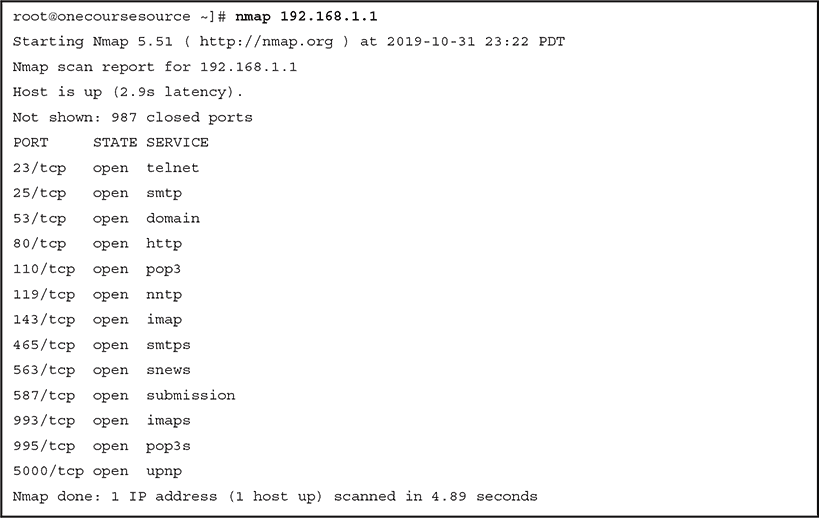 root@onecoursesource ~]# nmap 192.168.1.1
Starting Nmap 5.51 ( http://nmap.org ) at 2019-10-31 23:22 PDT
Nmap scan report for 192.168.1.1
Host is up (2.9s latency).
Not shown: 987 closed ports
PORT     STATE SERVICE
23/tcp   open  telnet
25/tcp   open  smtp
53/tcp   open  domain
80/tcp   open  http
110/tcp  open  pop3
119/tcp  open  nntp
143/tcp  open  imap
465/tcp  open  smtps
563/tcp  open  snews
587/tcp  open  submission
993/tcp  open  imaps
995/tcp  open  pop3s
5000/tcp open  upnp
Nmap done: 1 IP address (1 host up) scanned in 4.89 seconds